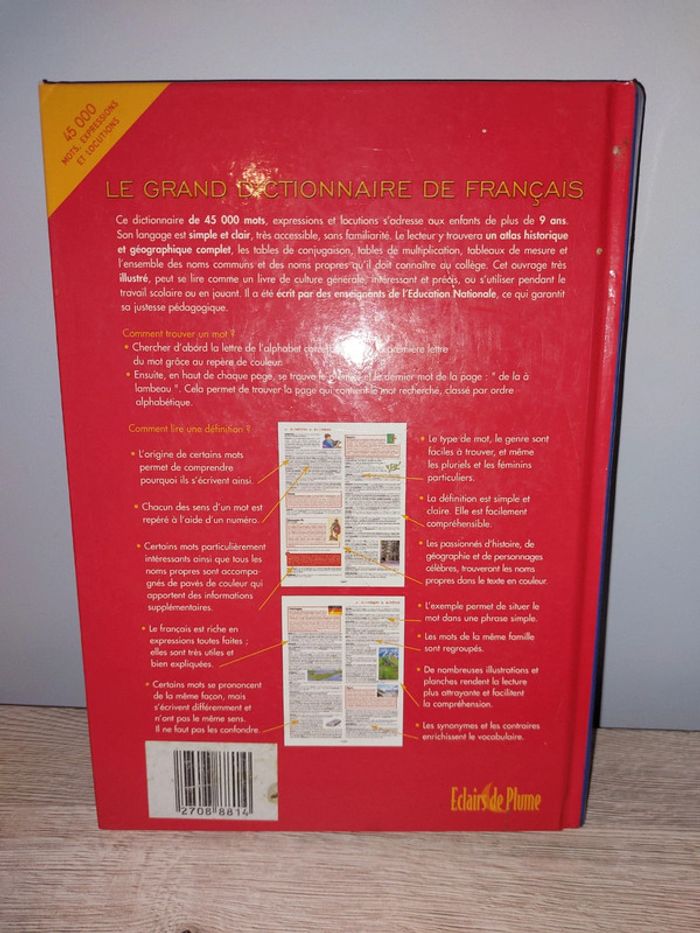 45 000
MOTS, EXPRESSIONS
ET LOCUTIONS
LE GRAND DICTIONNAIRE DE FRANÇAIS
Ce dictionnaire de 45 000 mots, expressions et locutions s'adresse aux enfants de plus de 9 ans.
Son langage est simple et clair, très accessible, sans familiarité. Le lecteur y trouvera un atlas historique
et géographique complet, les tables de conjugaison, tables de multiplication, tableaux de mesure et
l'ensemble des noms communs et des noms propres qu'il doit connaître au collège. Cet ouvrage très
illustré, peut se lire comme un livre de culture générale, intéressant et précis, ou s'utiliser pendant le
travail scolaire ou en jouant. Il a été écrit par des enseignants de l'Education Nationale, ce qui garantit
sa justesse pédagogique.
Comment trouver un mot ?
• Chercher d'abord la lettre de l'alphabet première lettre
du mot grâce au repère de couleur.
• Ensuite, en haut de chaque page, se trouve le et le dernier mot de la page : " de la à
lambeau ". Cela permet de trouver la page qui contient le mot recherché, classé par ordre
alphabétique.
Comment lire une définition ?
• L'origine de certains mots
permet de comprendre
pourquoi ils s'écrivent ainsi.
• Chacun des sens d'un mot est
repéré à l'aide d'un numéro.
• Certains mots particulièrement
intéressants ainsi que tous les
noms propres sont accompa-
gnés de pavés de couleur qui
apportent des informations
supplémentaires.
• Le français est riche en
expressions toutes faites ;
elles sont très utiles et
bien expliquées.
• Certains mots se prononcent
de la même façon, mais
s'écrivent différemment et
n'ont pas le même sens.
Il ne faut pas les confondre.
• Le type de mot, le genre sont
faciles à trouver, et même
les pluriels et les féminins
particuliers.
• La définition est simple et
claire. Elle est facilement
compréhensible.
• Les passionnés d'histoire, de
géographie et de personnages
célèbres, trouveront les noms
propres dans le texte en couleur.
• L'exemple permet de situer le
mot dans une phrase simple.
• Les mots de la même famille
sont regroupés.
• De nombreuses illustrations et
planches rendent la lecture
plus attrayante et facilitent
la compréhension.
• Les synonymes et les contraires
enrichissent le vocabulaire.
2708 8814
Eclairs de Plume